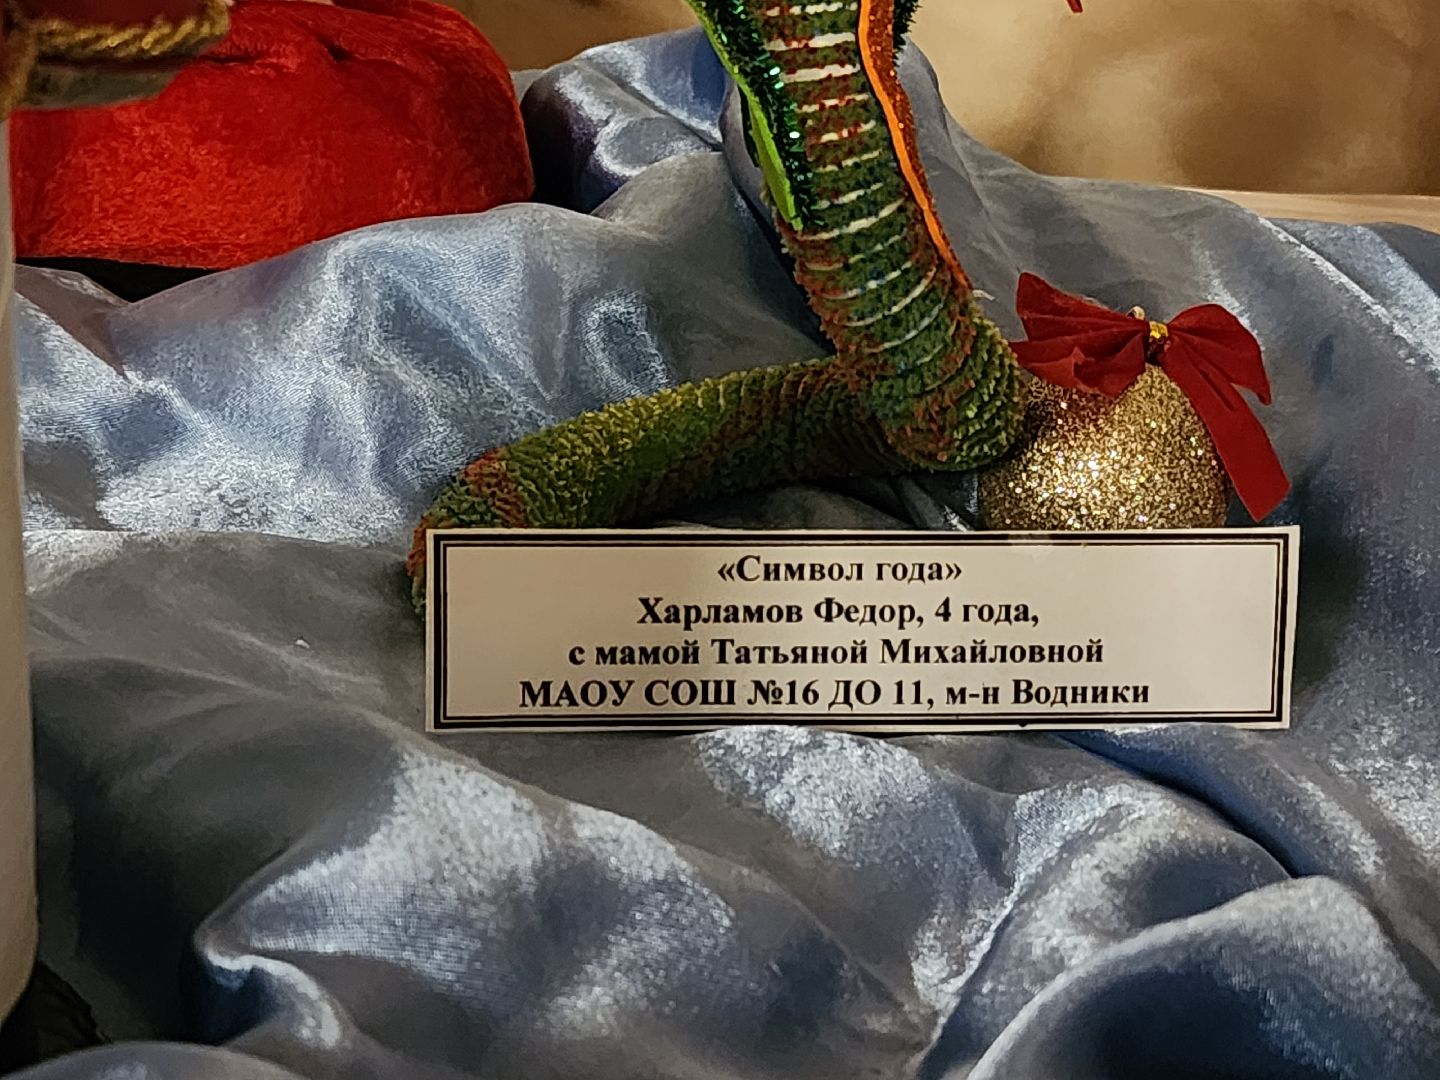 «Символ года»
Харламов Федор, 4 года,
с мамой Татьяной Михайловной
МАОУ СОШ №16 ДО 11, м-н Водники